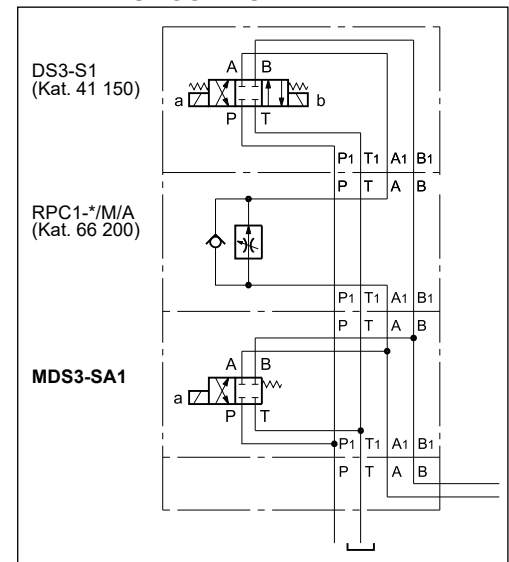 A B
DS3-S1
(Kat. 41 150)
a b
P T
P1 T1 A1 B1
P T A B
RPC1-*/M/A
(Kat. 66 200)
P1 T1 A1 B1
P T A B
A B
MDS3-SA1
a
P T
P1 T1 A1 B1
P T A B